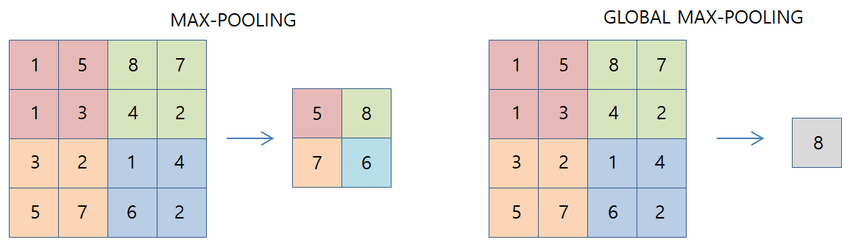 MAX-POOLING
1 5 8 7
1 3 4 2
3 2 1 4
5 7 6 2
5 8
7 6
GLOBAL MAX-POOLING
1 5 8 7
1 3 4 2
3 2 1 4
5 7 6 2
8